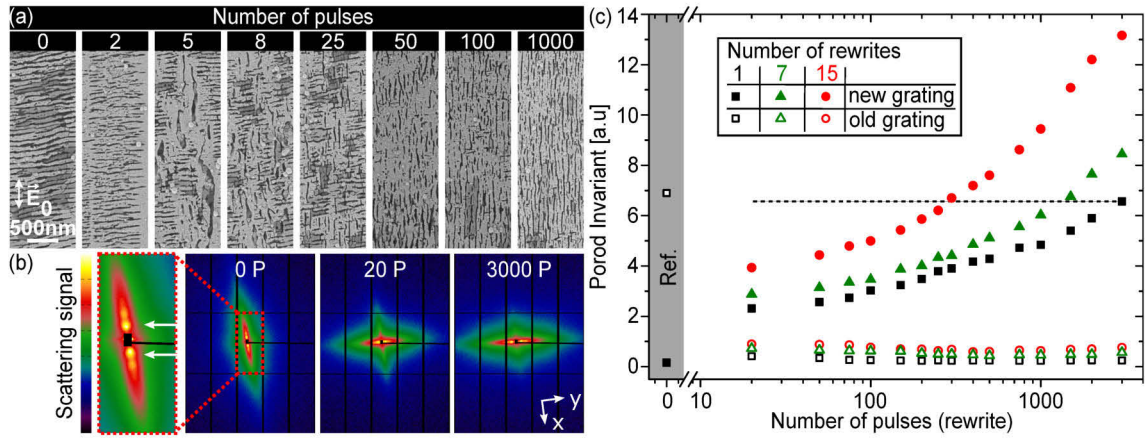 (a) Number of pulses
0 2 5 8 25 50 100 1000
E⃗0
500nm
(b)
Scattering signal
0 P 20 P 3000 P
y
x
(c)
Porod Invariant [a.u]
14
12
10
8
6
4
2
0
Ref.
Number of rewrites
1 7 15
new grating
old grating
0 10 100 1000
Number of pulses (rewrite)